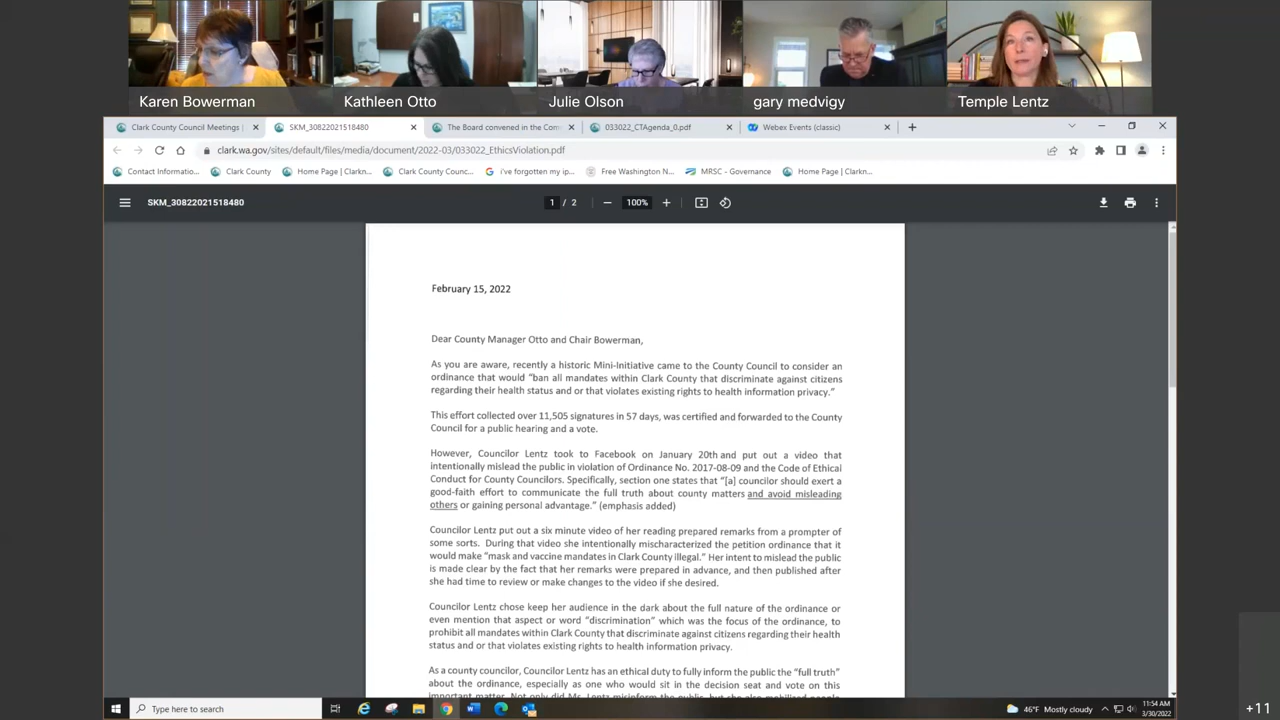 Karen Bowerman
Kathleen Otto
Julie Olson
gary medvigy
Temple Lentz
Clark County Council Meetings |
SKM_30822021518480
The Board convened in the Com
033022_CTAgenda_0.pdf
Webex Events (classic)
clark.wa.gov/sites/default/files/media/document/2022-03/033022_EthicsViolation.pdf
Contact Informatio...
Clark County
Home Page | Clarkn...
Clark County Counc...
i've forgotten my ip...
Free Washington N...
MRSC - Governance
Home Page | Clarkn...
SKM_30822021518480
1 / 2
100%
February 15, 2022
Dear County Manager Otto and Chair Bowerman,
As you are aware, recently a historic Mini-Initiative came to the County Council to consider an
ordinance that would "ban all mandates within Clark County that discriminate against citizens
regarding their health status and or that violates existing rights to health information privacy."
This effort collected over 11,505 signatures in 57 days, was certified and forwarded to the County
Council for a public hearing and a vote.
However, Councilor Lentz took to Facebook on January 20th and put out a video that
intentionally mislead the public in violation of Ordinance No. 2017-08-09 and the Code of Ethical
Conduct for County Councilors. Specifically, section one states that "[a] councilor should exert a
good-faith effort to communicate the full truth about county matters and avoid misleading
others or gaining personal advantage." (emphasis added)
Councilor Lentz put out a six minute video of her reading prepared remarks from a prompter of
some sorts. During that video she intentionally mischaracterized the petition ordinance that it
would make "mask and vaccine mandates in Clark County illegal." Her intent to mislead the public
is made clear by the fact that her remarks were prepared in advance, and then published after
she had time to review or make changes to the video if she desired.
Councilor Lentz chose keep her audience in the dark about the full nature of the ordinance or
even mention that aspect or word "discrimination" which was the focus of the ordinance, to
prohibit all mandates within Clark County that discriminate against citizens regarding their health
status and or that violates existing rights to health information privacy.
As a county councilor, Councilor Lentz has an ethical duty to fully inform the public the "full truth"
about the ordinance, especially as one who would sit in the decision seat and vote on this
important matter. Not only did Ms. Lentz misinform the public, but she also mobilized people
Type here to search
46°F Mostly cloudy
11:54 AM
3/30/2022
+11